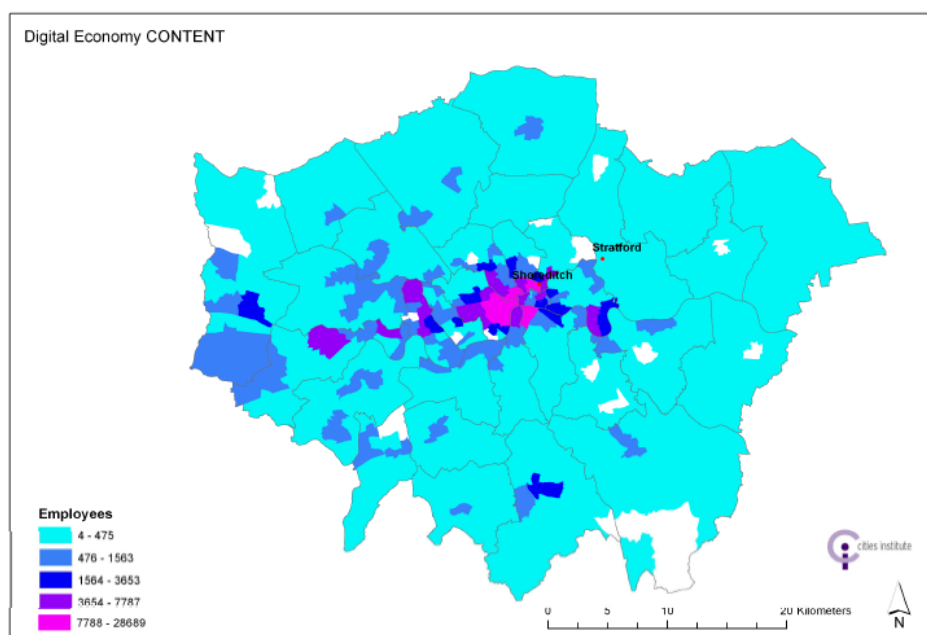 Digital Economy CONTENT
Stratford
Shoreditch
Employees
4 - 475
476 - 1563
1564 - 3653
3654 - 7787
7788 - 28689
cities institute
0 5 10 20 Kilometers
N